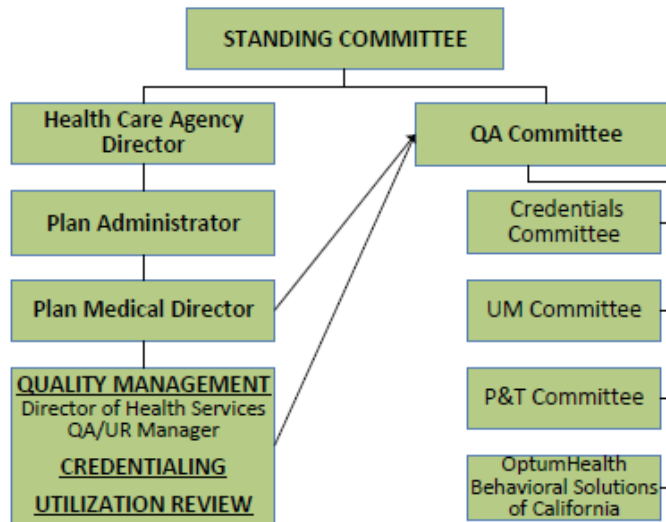 STANDING COMMITTEE
Health Care Agency
Director
QA Committee
Plan Administrator
Credentials
Committee
Plan Medical Director
UM Committee
QUALITY MANAGEMENT
Director of Health Services
QA/UR Manager
CREDENTIALING
UTILIZATION REVIEW
P&T Committee
OptumHealth
Behavioral Solutions
of California